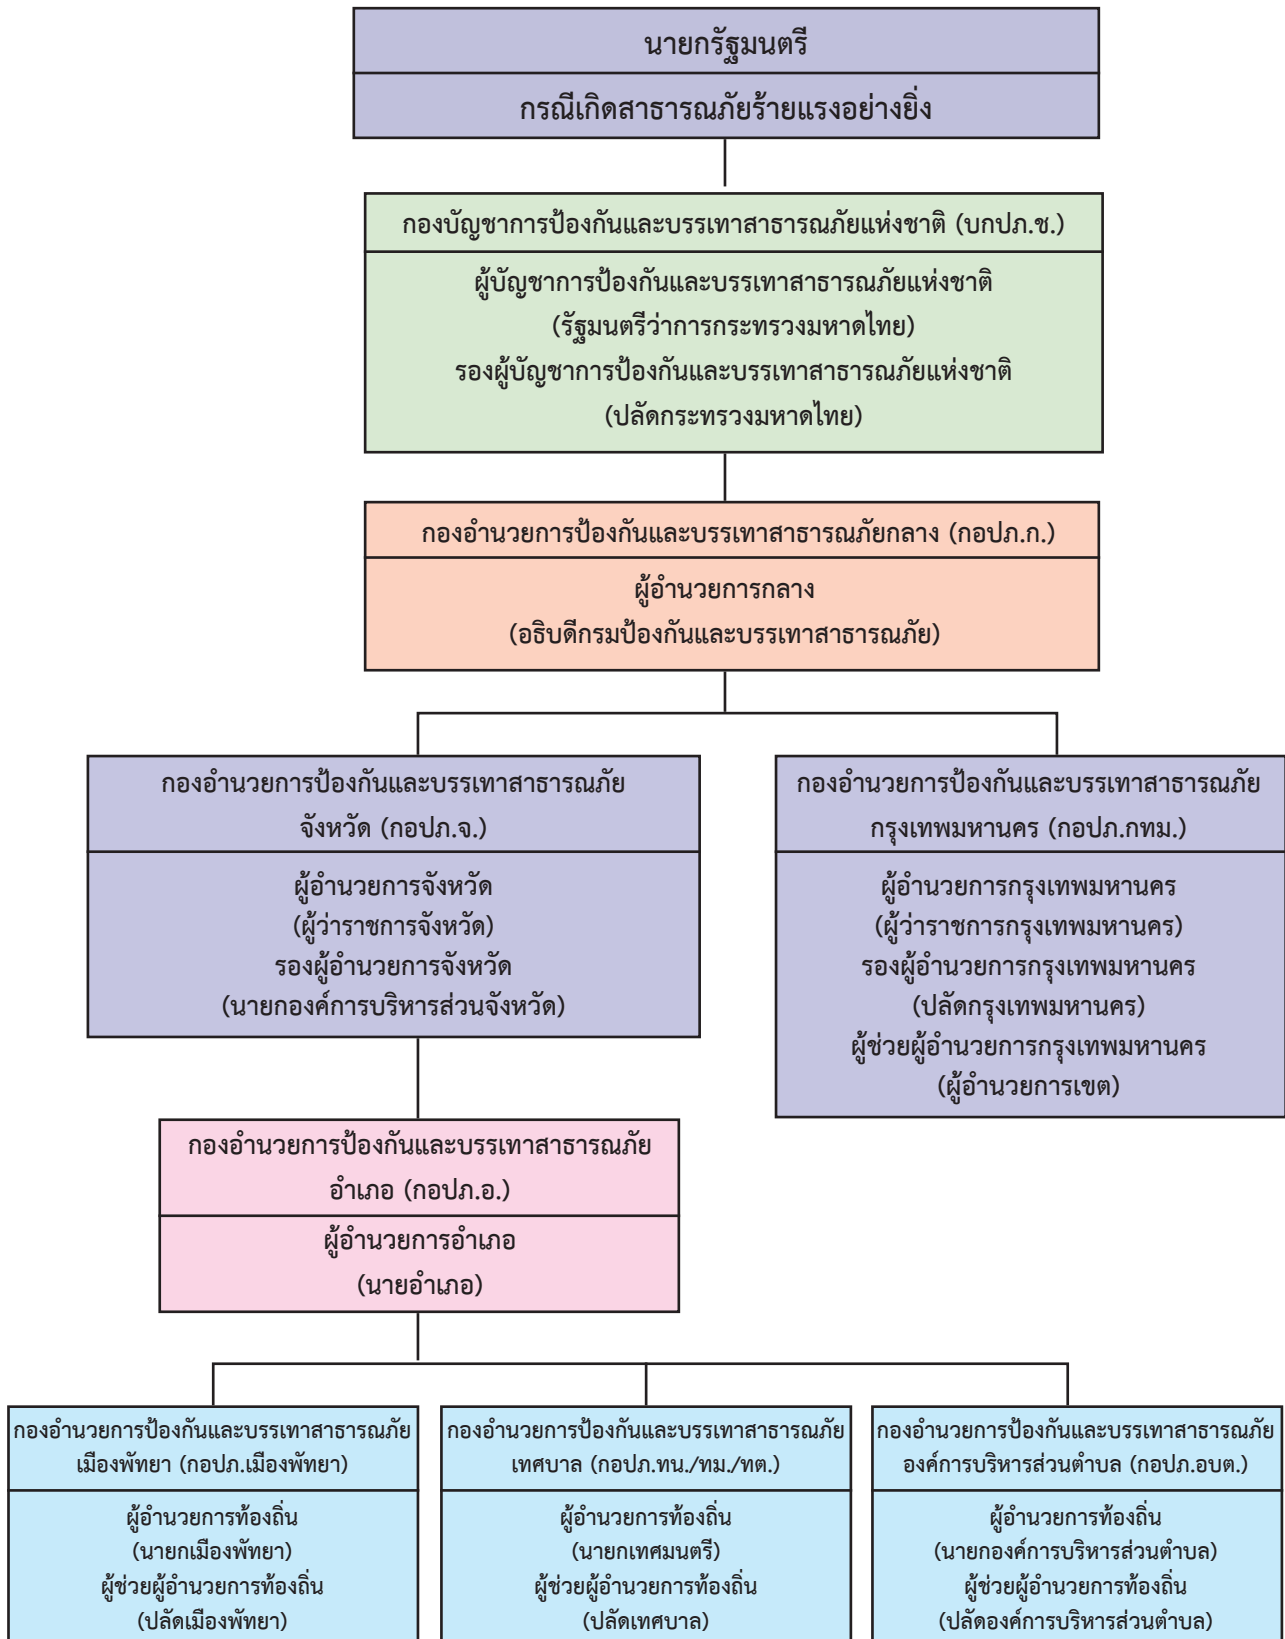 นายกรัฐมนตรี
กรณีเกิดสาธารณภัยร้ายแรงอย่างยิ่ง
กองบัญชาการป้องกันและบรรเทาสาธารณภัยแห่งชาติ (บกปภ.ช.)
ผู้บัญชาการป้องกันและบรรเทาสาธารณภัยแห่งชาติ
(รัฐมนตรีว่าการกระทรวงมหาดไทย)
รองผู้บัญชาการป้องกันและบรรเทาสาธารณภัยแห่งชาติ
(ปลัดกระทรวงมหาดไทย)
กองอำนวยการป้องกันและบรรเทาสาธารณภัยกลาง (กอปภ.ก.)
ผู้อำนวยการกลาง
(อธิบดีกรมป้องกันและบรรเทาสาธารณภัย)
กองอำนวยการป้องกันและบรรเทาสาธารณภัย
จังหวัด (กอปภ.จ.)
ผู้อำนวยการจังหวัด
(ผู้ว่าราชการจังหวัด)
รองผู้อำนวยการจังหวัด
(นายกองค์การบริหารส่วนจังหวัด)
กองอำนวยการป้องกันและบรรเทาสาธารณภัย
กรุงเทพมหานคร (กอปภ.กทม.)
ผู้อำนวยการกรุงเทพมหานคร
(ผู้ว่าราชการกรุงเทพมหานคร)
รองผู้อำนวยการกรุงเทพมหานคร
(ปลัดกรุงเทพมหานคร)
ผู้ช่วยผู้อำนวยการกรุงเทพมหานคร
(ผู้อำนวยการเขต)
กองอำนวยการป้องกันและบรรเทาสาธารณภัย
อำเภอ (กอปภ.อ.)
ผู้อำนวยการอำเภอ
(นายอำเภอ)
กองอำนวยการป้องกันและบรรเทาสาธารณภัย
เมืองพัทยา (กอปภ.เมืองพัทยา)
ผู้อำนวยการท้องถิ่น
(นายกเมืองพัทยา)
ผู้ช่วยผู้อำนวยการท้องถิ่น
(ปลัดเมืองพัทยา)
กองอำนวยการป้องกันและบรรเทาสาธารณภัย
เทศบาล (กอปภ.ทน./ทม./ทต.)
ผู้อำนวยการท้องถิ่น
(นายกเทศมนตรี)
ผู้ช่วยผู้อำนวยการท้องถิ่น
(ปลัดเทศบาล)
กองอำนวยการป้องกันและบรรเทาสาธารณภัย
องค์การบริหารส่วนตำบล (กอปภ.อบต.)
ผู้อำนวยการท้องถิ่น
(นายกองค์การบริหารส่วนตำบล)
ผู้ช่วยผู้อำนวยการท้องถิ่น
(ปลัดองค์การบริหารส่วนตำบล)